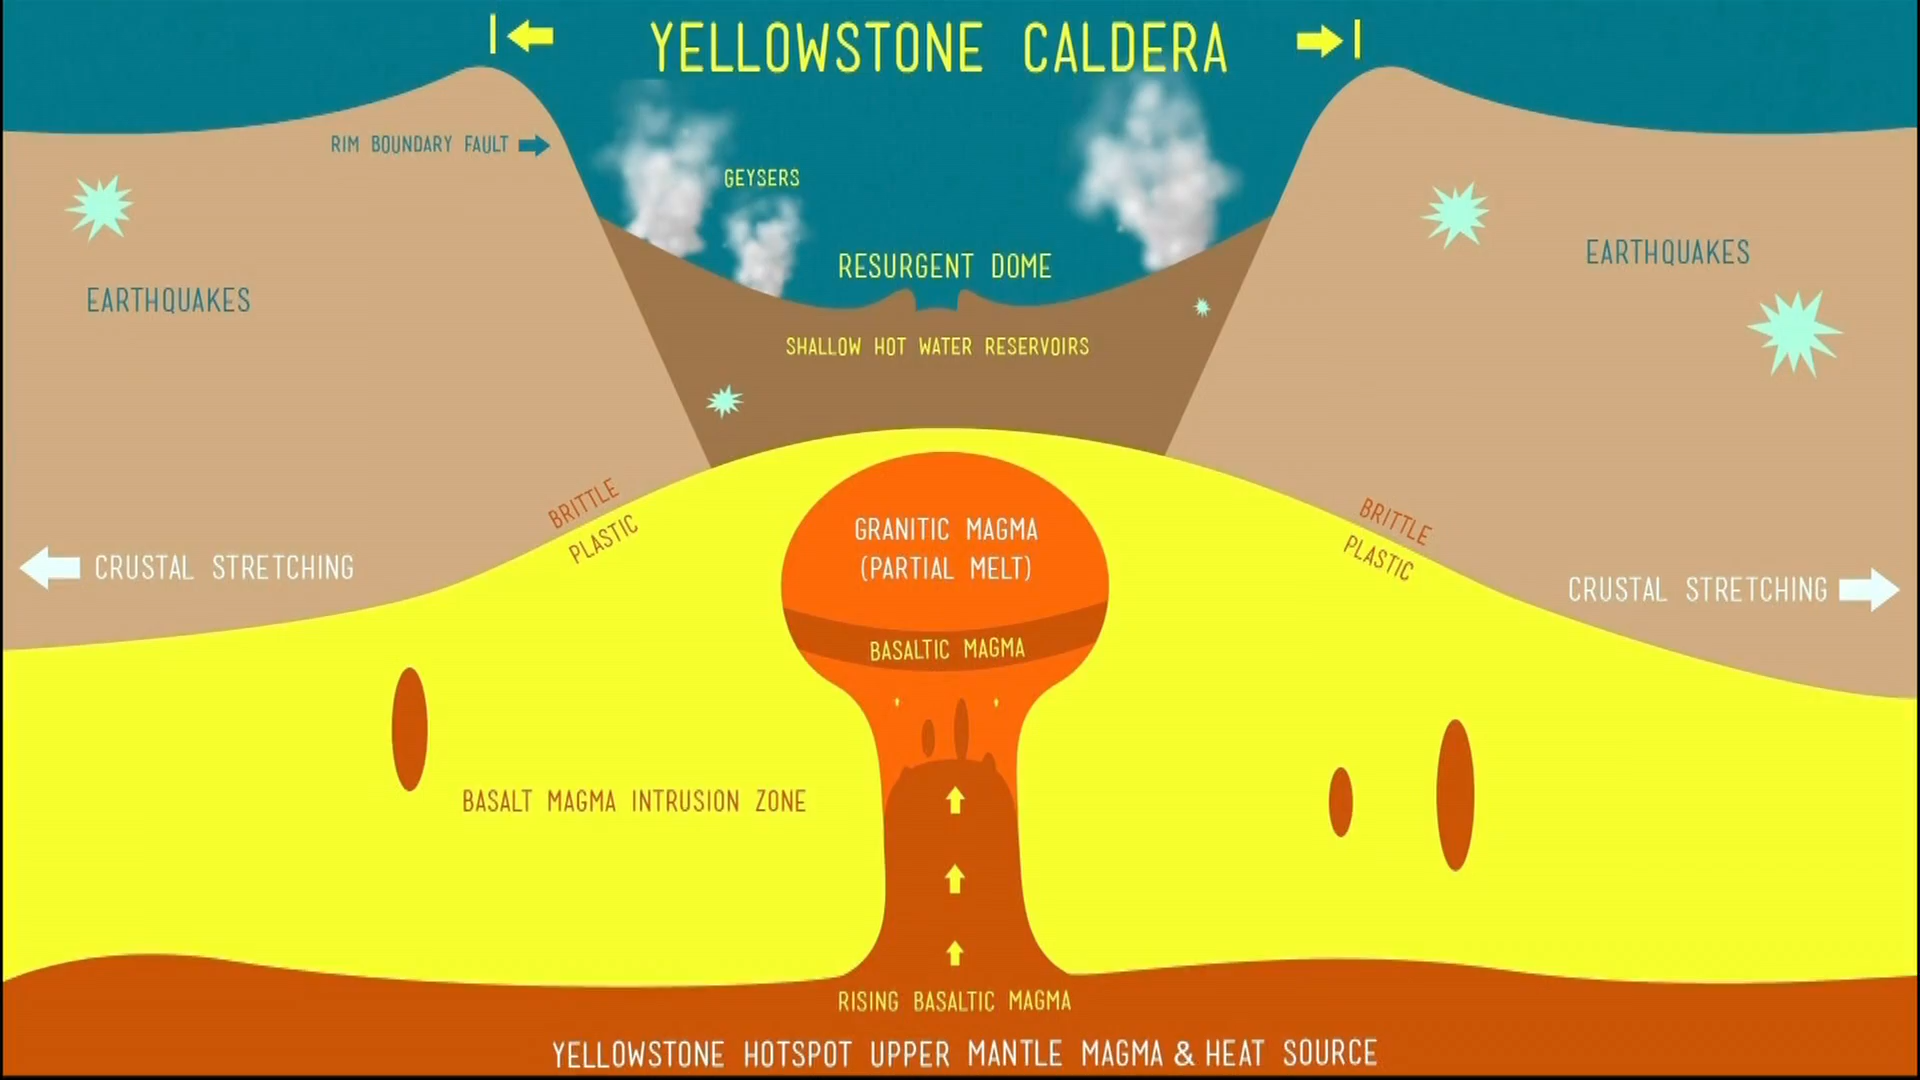 YELLOWSTONE CALDERA
RIM BOUNDARY FAULT
GEYSERS
RESURGENT DOME
EARTHQUAKES
EARTHQUAKES
SHALLOW HOT WATER RESERVOIRS
BRITTLE
PLASTIC
BRITTLE
PLASTIC
GRANITIC MAGMA
(PARTIAL MELT)
CRUSTAL STRETCHING
CRUSTAL STRETCHING
BASALTIC MAGMA
BASALT MAGMA INTRUSION ZONE
RISING BASALTIC MAGMA
YELLOWSTONE HOTSPOT UPPER MANTLE MAGMA & HEAT SOURCE